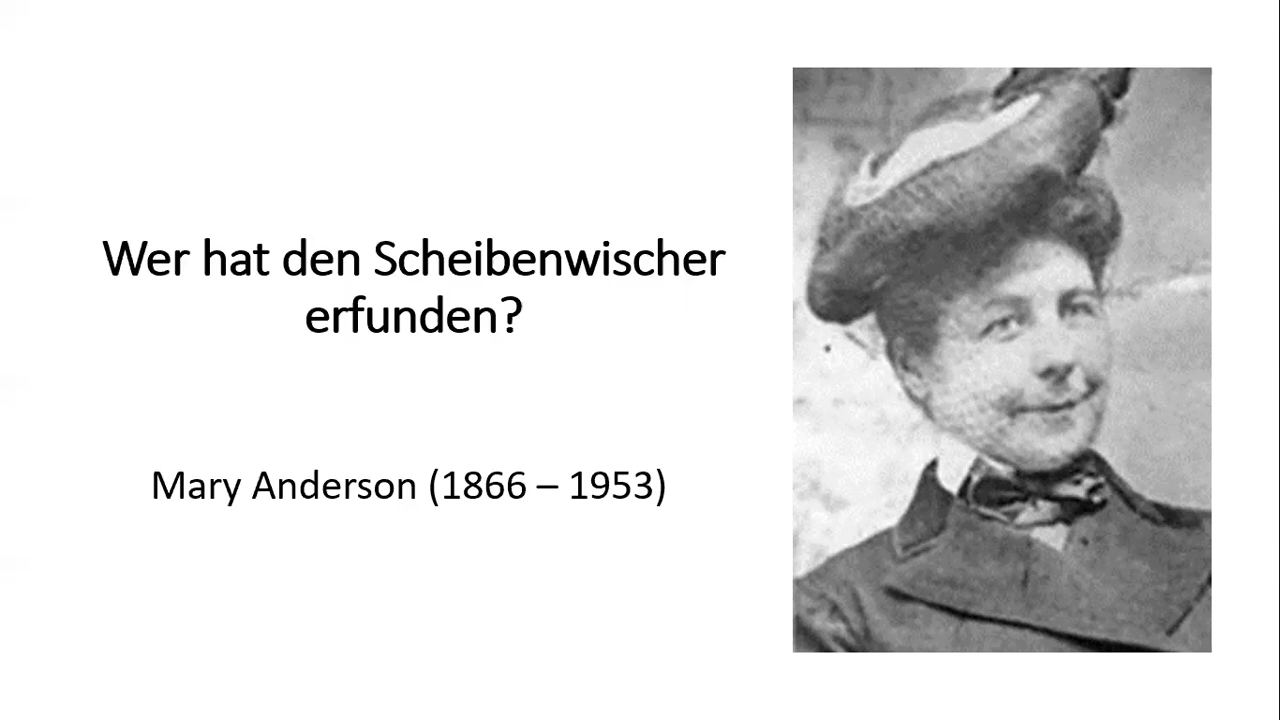 Wer hat den Scheibenwischer
erfunden?
Mary Anderson (1866 – 1953)